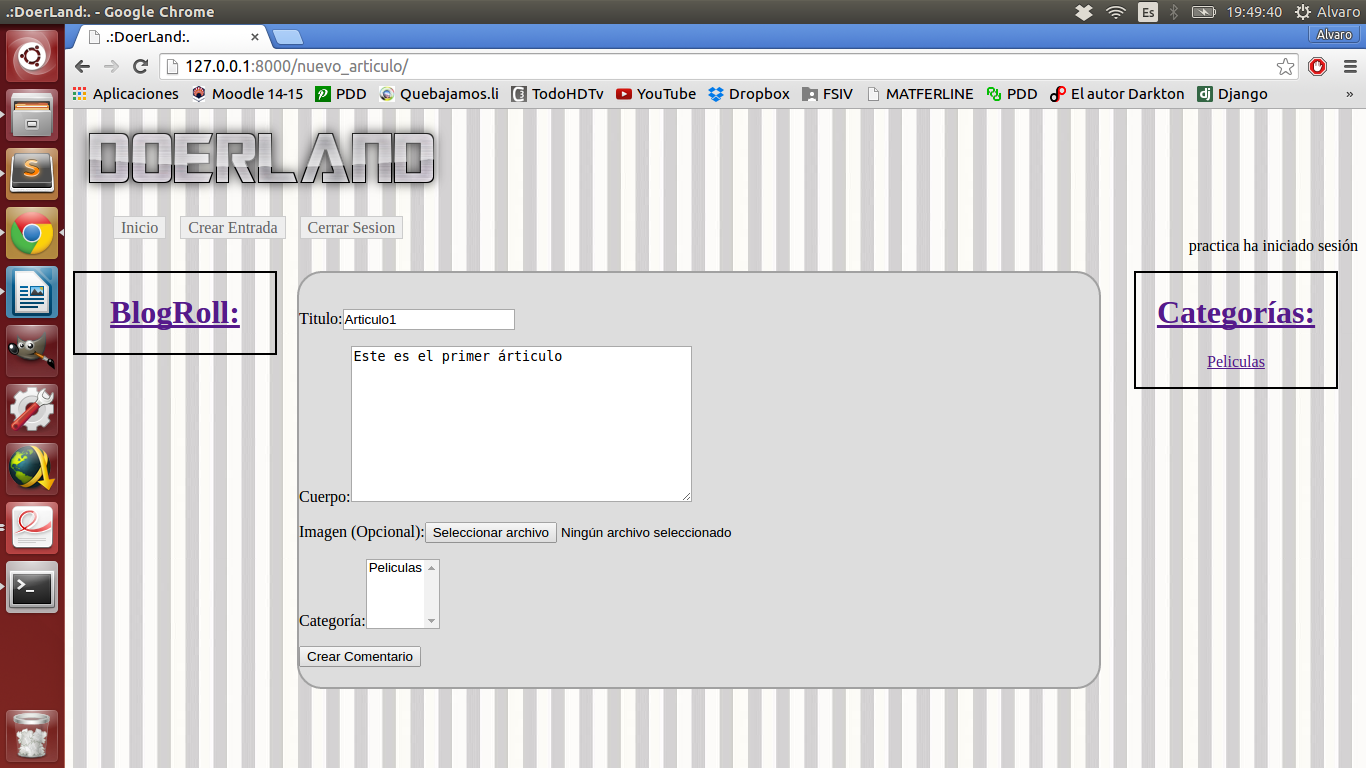 .:DoerLand:. - Google Chrome
Es
19:49:40
Alvaro
.:DoerLand:.
Alvaro
127.0.0.1:8000/nuevo_articulo/
Aplicaciones
Moodle 14-15
PDD
Quebajamos.li
TodoHDTv
YouTube
Dropbox
FSIV
MATFERLINE
PDD
El autor Darkton
Django
»
DOERLAND
Inicio
Crear Entrada
Cerrar Sesion
practica ha iniciado sesión
BlogRoll:
Titulo:Articulo1
Este es el primer árticulo
Cuerpo:
Imagen (Opcional):Seleccionar archivo Ningún archivo seleccionado
Peliculas
Categoría:
Crear Comentario
Categorías:
Peliculas